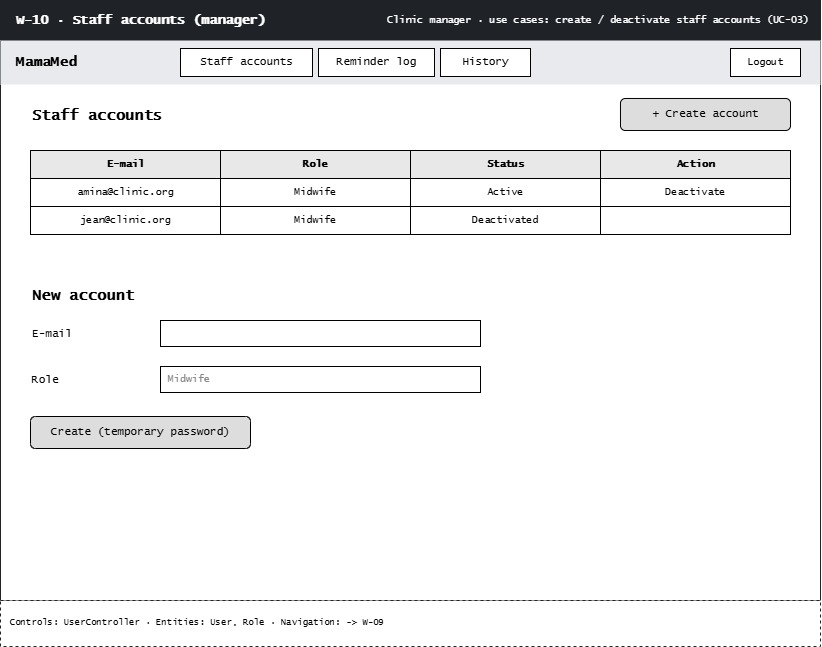 W-10 · Staff accounts (manager) Clinic manager · use cases: create / deactivate staff accounts (UC-03)
MamaMed Staff accounts Reminder log History Logout
Staff accounts + Create account
E-mail Role Status Action
amina@clinic.org Midwife Active Deactivate
jean@clinic.org Midwife Deactivated
New account
E-mail
Role Midwife
Create (temporary password)
Controls: UserController · Entities: User, Role · Navigation: -> W-09